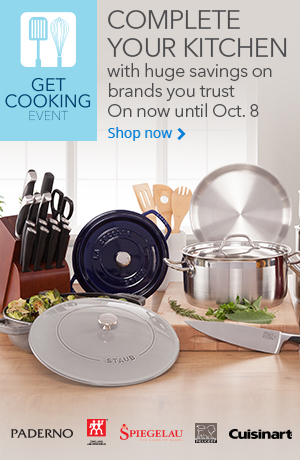 COMPLETE
YOUR KITCHEN
with huge savings on
brands you trust
On now until Oct. 8
Shop now
GET
COOKING
EVENT
STAUB
PADERNO
SPIEGELAU
PEUGEOT
Cuisinart